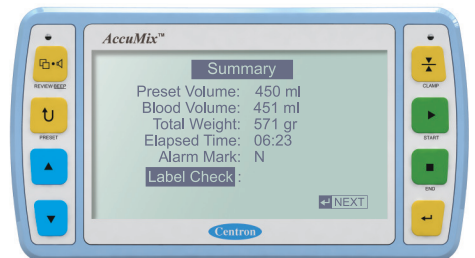 AccuMix™
Summary
Preset Volume: 450 ml
Blood Volume: 451 ml
Total Weight: 571 gr
Elapsed Time: 06:23
Alarm Mark: N
Label Check :
NEXT
Centron
REVIEW BEEP
PRESET
CLAMP
START
END